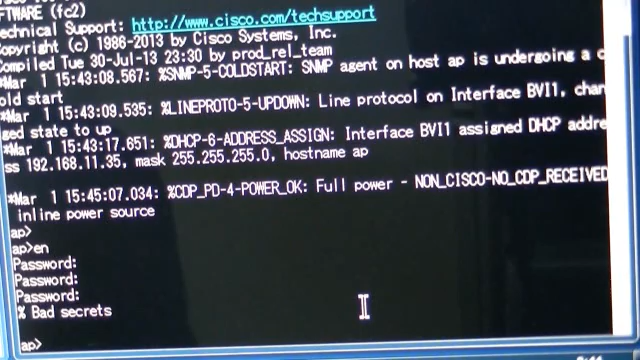 FTWARE (fc2)
echnical Support: http://www.cisco.com/techsupport
opyright (c) 1986-2013 by Cisco Systems, Inc.
ompiled Tue 30-Jul-13 23:30 by prod_rel_team
*Mar 1 15:43:08.567: %SNMP-5-COLDSTART: SNMP agent on host ap is undergoing a c
old start
*Mar 1 15:43:09.535: %LINEPROTO-5-UPDOWN: Line protocol on Interface BVI1, chan
ged state to up
*Mar 1 15:43:17.651: %DHCP-6-ADDRESS_ASSIGN: Interface BVI1 assigned DHCP addre
ss 192.168.11.35, mask 255.255.255.0, hostname ap
*Mar 1 15:45:07.034: %CDP_PD-4-POWER_OK: Full power - NON_CISCO-NO_CDP_RECEIVED
inline power source
ap>
ap>en
Password:
Password:
Password:
% Bad secrets
ap>